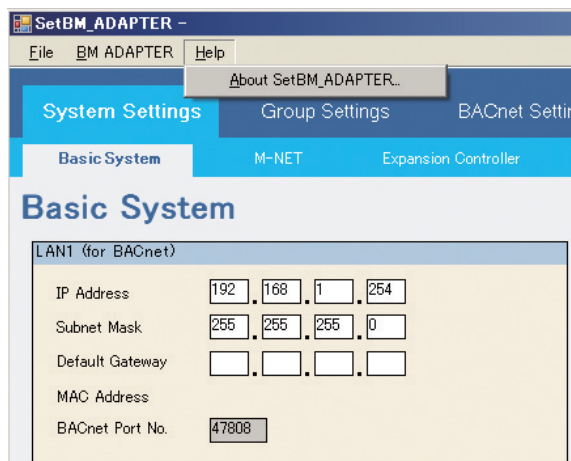 SetBM_ADAPTER -
File BM ADAPTER Help
About SetBM_ADAPTER...
System Settings Group Settings BACnet Settin
Basic System M-NET Expansion Controller
Basic System
LAN1 (for BACnet)
IP Address 192 . 168 . 1 . 254
Subnet Mask 255 . 255 . 255 . 0
Default Gateway . . .
MAC Address
BACnet Port No. 47808